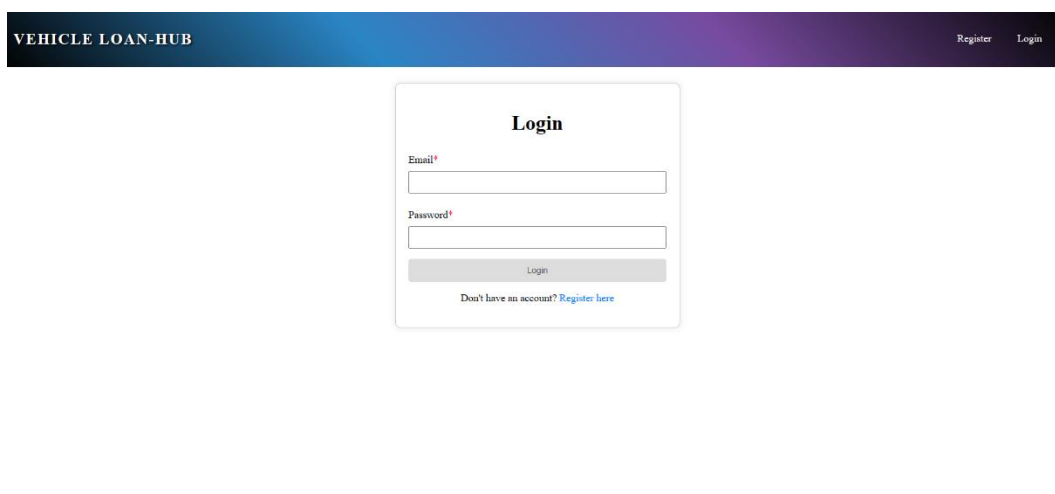 VEHICLE LOAN-HUB
Register
Login
Login
Email*
Password*
Login
Don't have an account? Register here